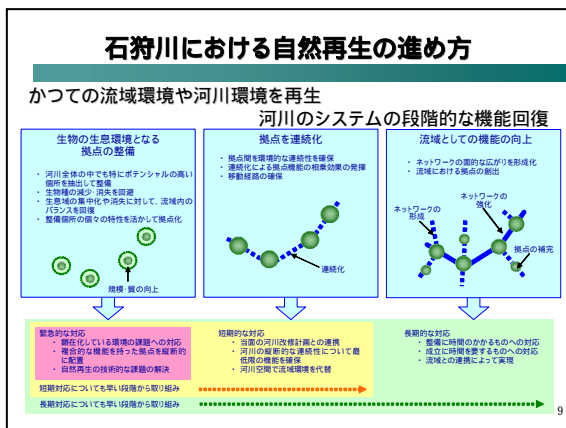 石狩川における自然再生の進め方
かつての流域環境や河川環境を再生
河川のシステムの段階的な機能回復
生物の生息環境となる
拠点の整備
・ 河川全体の中でも特にポテンシャルの高い
個所を抽出して整備
・ 生物種の減少・消失を回避
・ 生息域の集中化や消失に対して、流域内の
バランスを回復
・ 整備個所の個々の特性を活かして拠点化
規模・質の向上
拠点を連続化
・ 拠点間を環境的な連続性を確保
・ 連続化による拠点機能の相乗効果の発揮
・ 移動経路の確保
連続化
流域としての機能の向上
・ ネットワークの面的な広がりを形成化
・ 流域における拠点の創出
ネットワークの
形成
ネットワークの
強化
拠点の補完
緊急的な対応
・ 顕在化している環境の課題への対応
・ 複合的な機能を持った拠点を縦断的
に配置
・ 自然再生の技術的な課題の解決
短期的な対応
・ 当面の河川改修計画との連携
・ 河川の縦断的な連続性について最
低限の機能を確保
・ 河川空間で流域環境を代替
長期的な対応
・ 整備に時間のかかるものへの対応
・ 成立に時間を要するものへの対応
・ 流域との連携によって実現
短期対応についても早い段階から取り組み
長期対応についても早い段階から取り組み
9